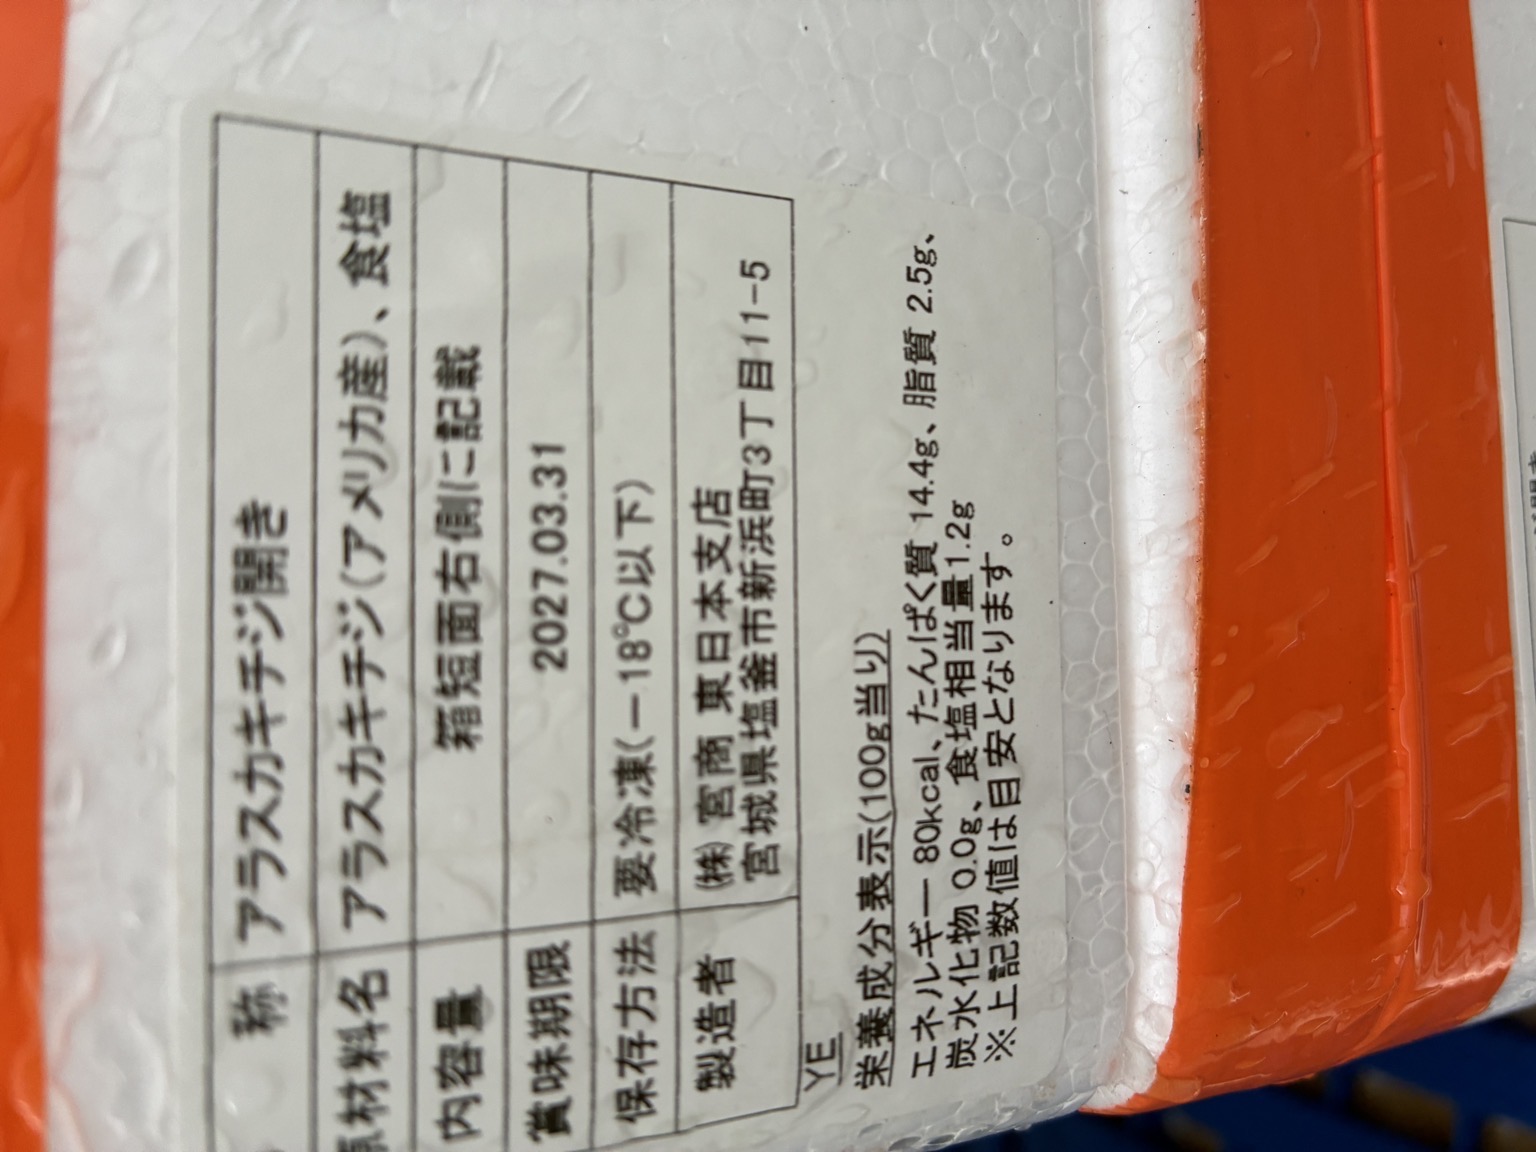 称 アラスカキチジ開き
原材料名 アラスカキチジ(アメリカ産)、食塩
内容量 箱短面右側に記載
賞味期限 2027.03.31
保存方法 要冷凍(-18℃以下)
製造者 ㈱宮商 東日本支店
宮城県塩釜市新浜町3丁目11-5
YE
栄養成分表示(100g当り)
エネルギー 80kcal、たんぱく質 14.4g、脂質 2.5g、
炭水化物 0.0g、食塩相当量1.2g
※上記数値は目安となります。